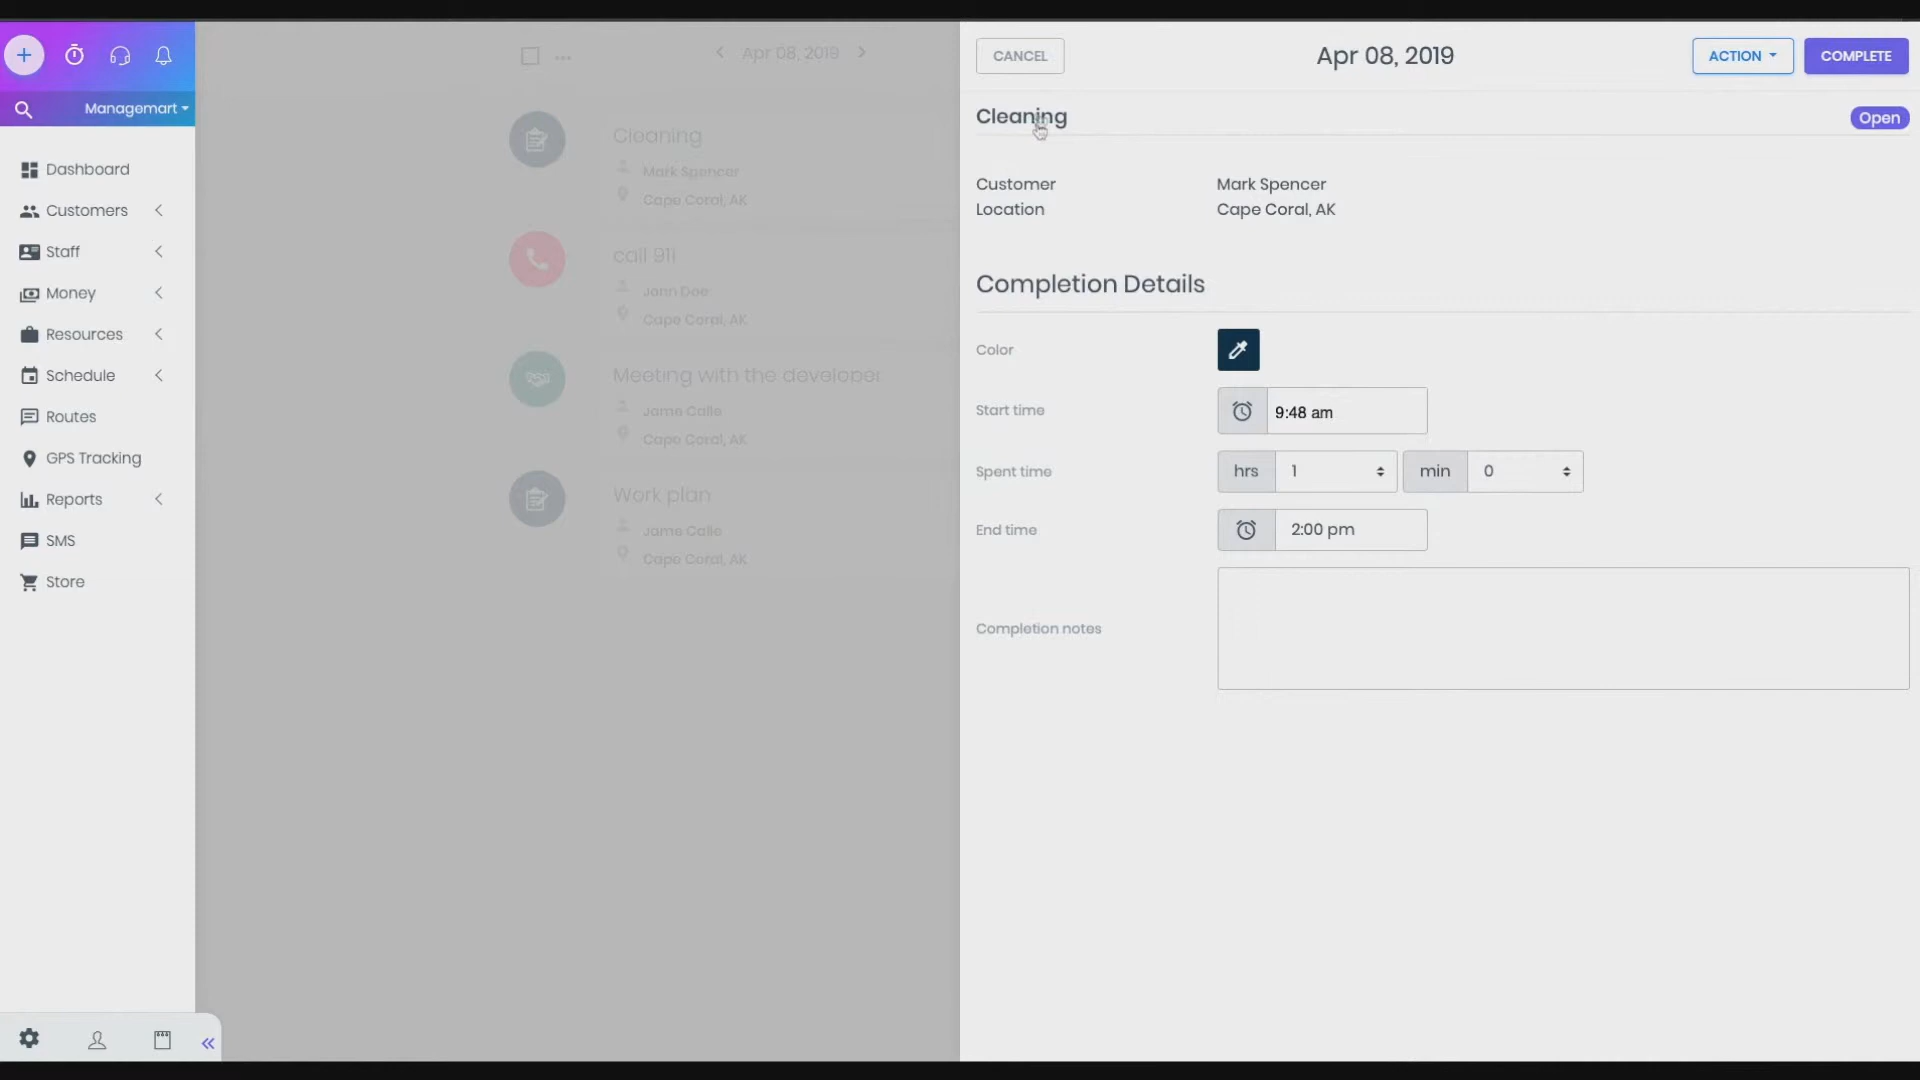 Managemart
Dashboard
Customers
Staff
Money
Resources
Schedule
Routes
GPS Tracking
Reports
SMS
Store
Apr 08, 2019
Cleaning
Mark Spencer
Cape Coral, AK
call 911
Jonn Doe
Cape Coral, AK
Meeting with the developer
Jame Calle
Cape Coral, AK
Work plan
Jame Calle
Cape Coral, AK
CANCEL
Apr 08, 2019
ACTION
COMPLETE
Cleaning
Open
Customer Mark Spencer
Location Cape Coral, AK
Completion Details
Color
Start time 9:48 am
Spent time hrs 1 min 0
End time 2:00 pm
Completion notes